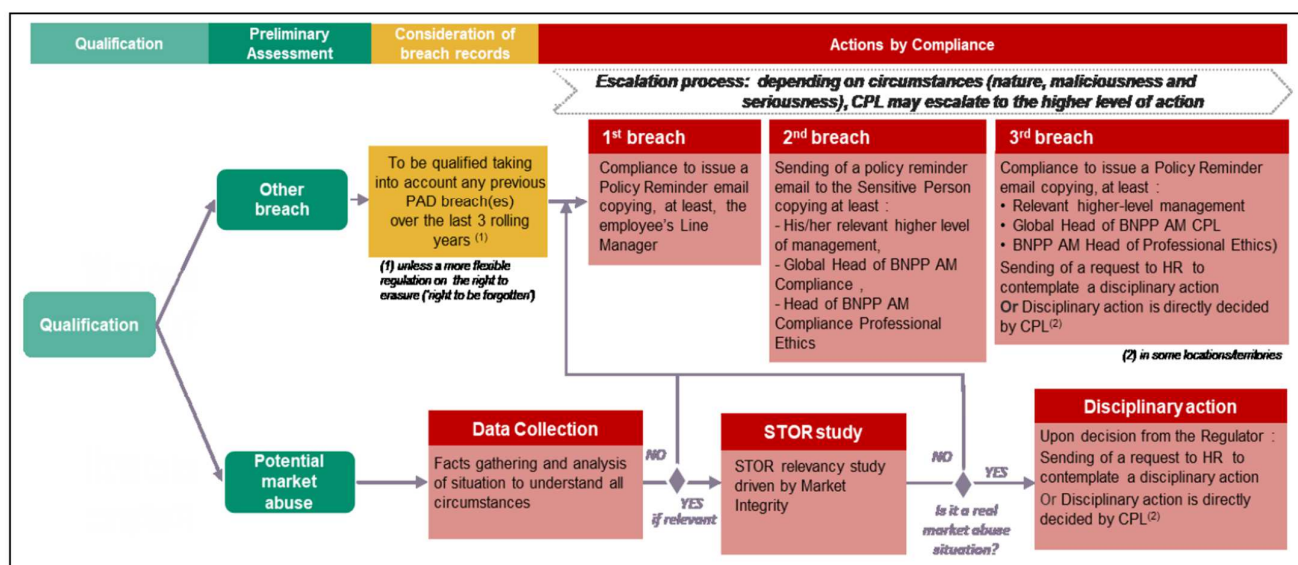 Qualification
Preliminary
Assessment
Consideration of
breach records
Actions by Compliance
Escalation process: depending on circumstances (nature, maliciousness and
seriousness), CPL may escalate to the higher level of action
Qualification
Other
breach
To be qualified taking
into account any previous
PAD breach(es)
over the last 3 rolling
years (1)
(1) unless a more flexible
regulation on the right to
erasure ("right to be forgotten")
1st breach
Compliance to issue a
Policy Reminder email
copying, at least, the
employee's Line
Manager
2nd breach
Sending of a policy reminder
email to the Sensitive Person
copying at least :
- His/her relevant higher level
of management,
- Global Head of BNPP AM
Compliance ,
- Head of BNPP AM
Compliance Professional
Ethics
3rd breach
Compliance to issue a Policy Reminder
email copying, at least :
• Relevant higher-level management
• Global Head of BNPP AM CPL
• BNPP AM Head of Professional Ethics)
Sending of a request to HR to
contemplate a disciplinary action
Or Disciplinary action is directly decided
by CPL(2)
(2) in some locations/territories
Potential
market
abuse
Data Collection
Facts gathering and analysis
of situation to understand all
circumstances
NO
YES
if relevant
STOR study
STOR relevancy study
driven by Market
Integrity
NO
YES
Is it a real
market abuse
situation?
Disciplinary action
Upon decision from the Regulator :
Sending of a request to HR to
contemplate a disciplinary action
Or Disciplinary action is directly
decided by CPL(2)